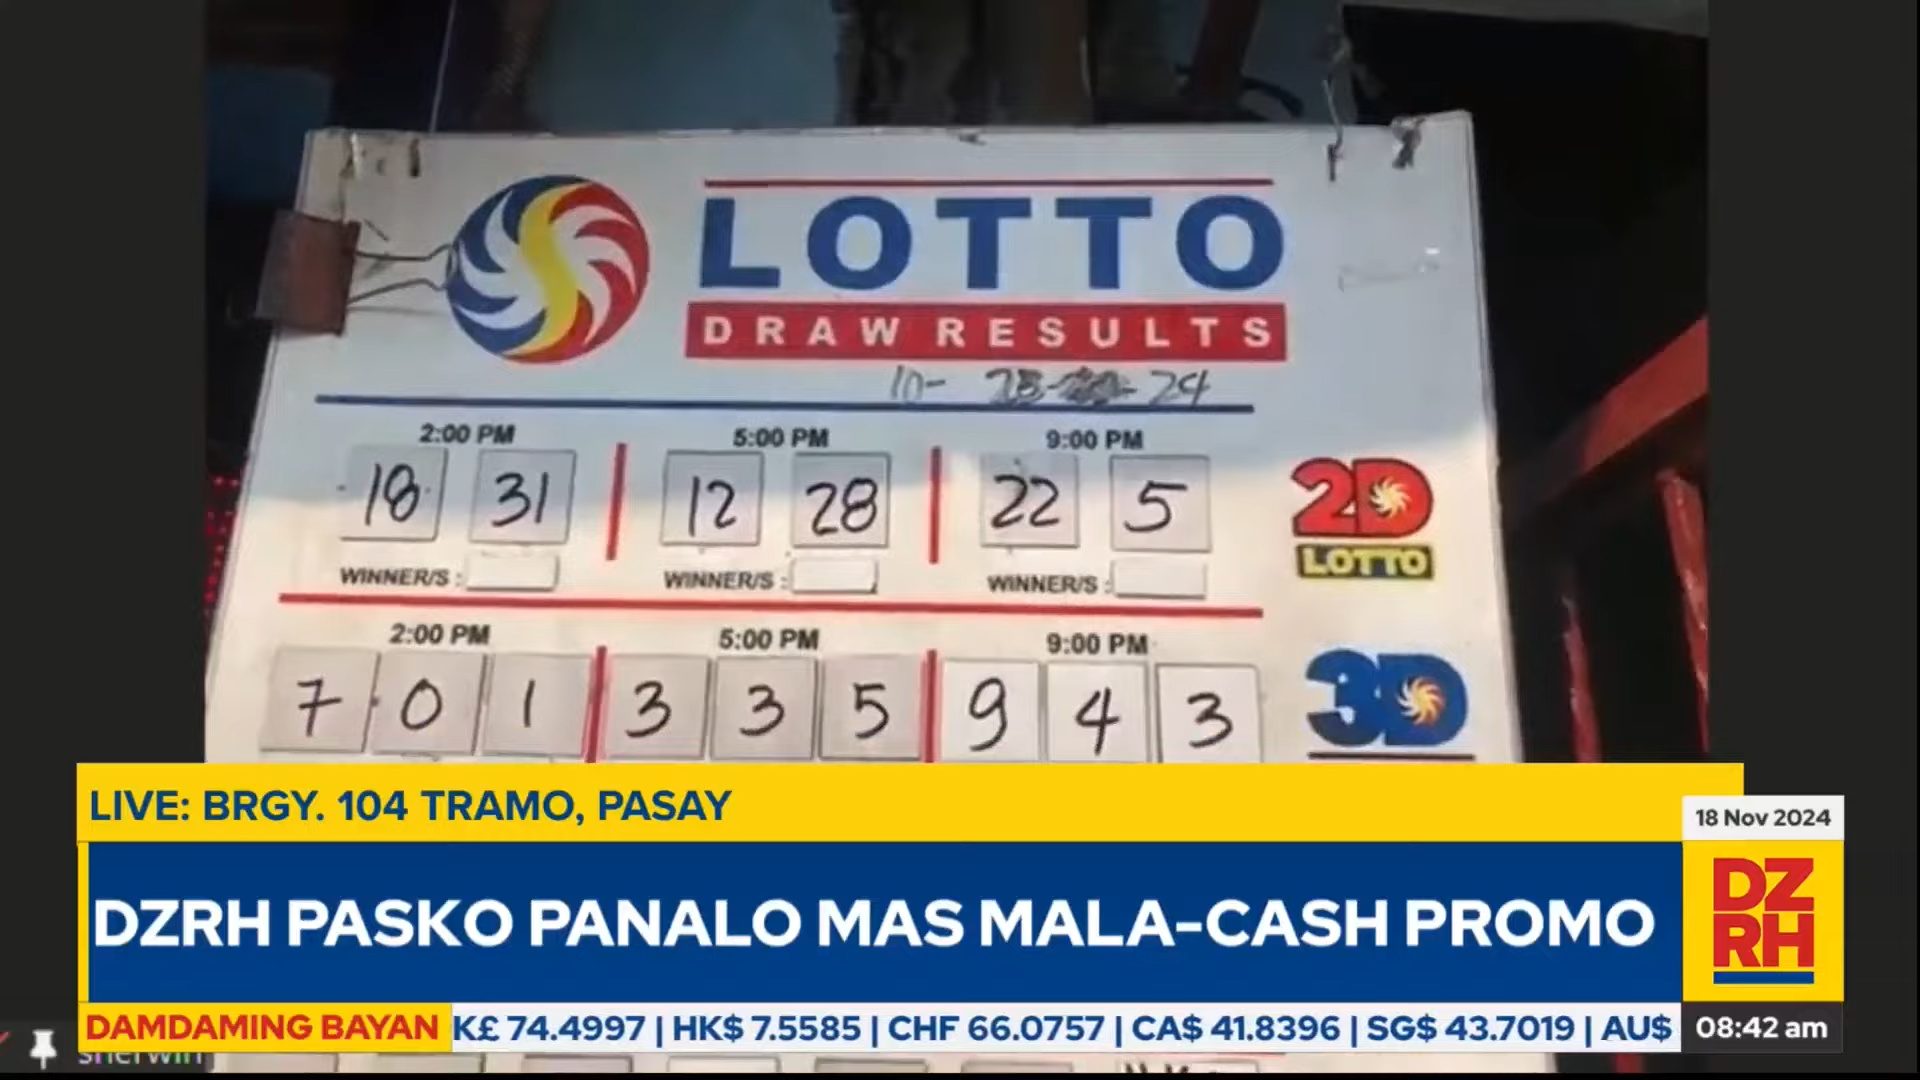 LOTTO
DRAW RESULTS
10- 24
2:00 PM 5:00 PM 9:00 PM
18 31 12 28 22 5
2D
LOTTO
WINNER/S : WINNER/S : WINNER/S :
2:00 PM 5:00 PM 9:00 PM
7 0 1 3 3 5 9 4 3
3D
LIVE: BRGY. 104 TRAMO, PASAY
18 Nov 2024
DZRH PASKO PANALO MAS MALA-CASH PROMO
DZ
RH
DAMDAMING BAYAN K£ 74.4997 | HK$ 7.5585 | CHF 66.0757 | CA$ 41.8396 | SG$ 43.7019 | AU$ 08:42 am
sherwin